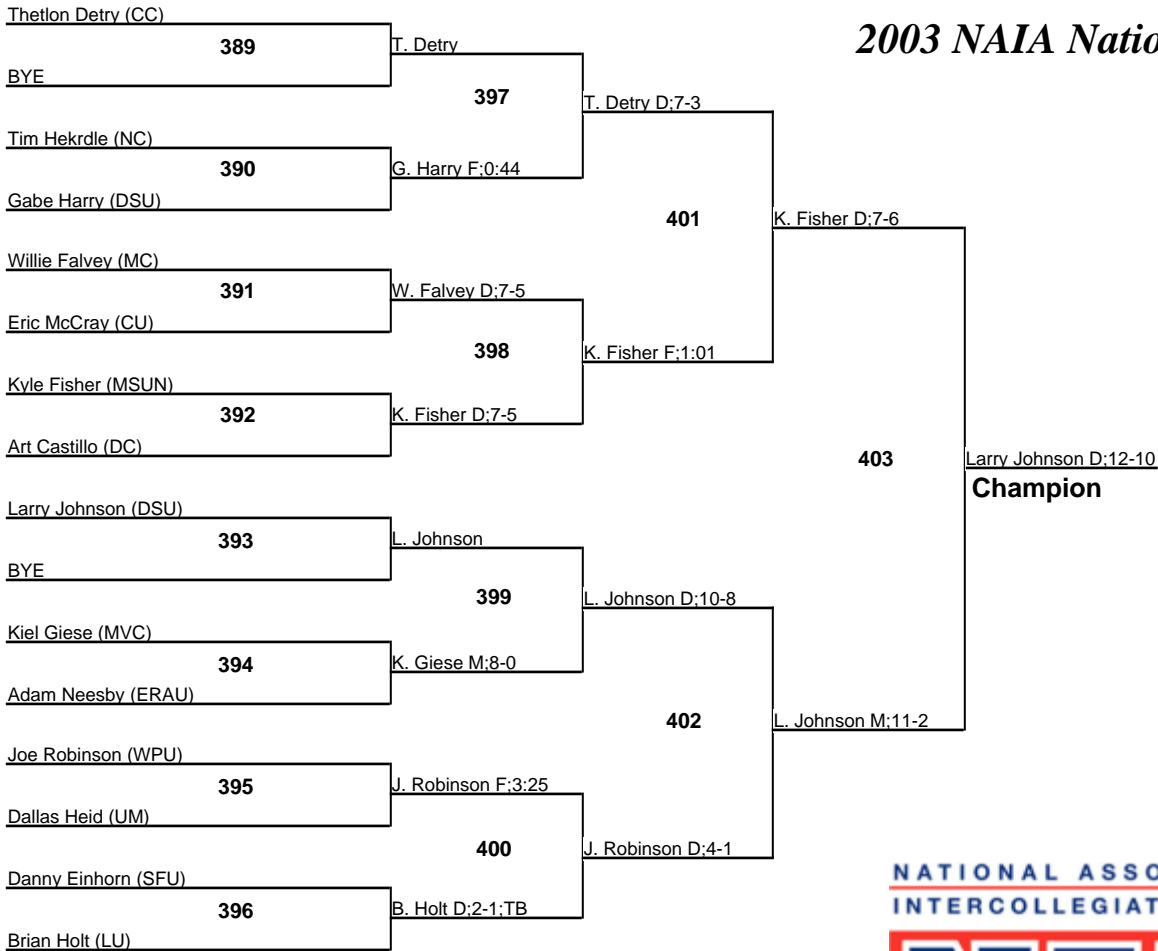 2003 NAIA Natio
Thetlon Detry (CC)
389
BYE
T. Detry
397
T. Detry D;7-3
Tim Hekrdle (NC)
390
Gabe Harry (DSU)
G. Harry F;0:44
401
K. Fisher D;7-6
Willie Falvey (MC)
391
Eric McCray (CU)
W. Falvey D;7-5
398
K. Fisher F;1:01
Kyle Fisher (MSUN)
392
Art Castillo (DC)
K. Fisher D;7-5
403
Larry Johnson D;12-10
Champion
Larry Johnson (DSU)
393
BYE
L. Johnson
399
L. Johnson D;10-8
Kiel Giese (MVC)
394
Adam Neesby (ERAU)
K. Giese M;8-0
402
L. Johnson M;11-2
Joe Robinson (WPU)
395
Dallas Heid (UM)
J. Robinson F;3:25
400
J. Robinson D;4-1
Danny Einhorn (SFU)
396
Brian Holt (LU)
B. Holt D;2-1;TB
NATIONAL ASSO
INTERCOLLEGIAT